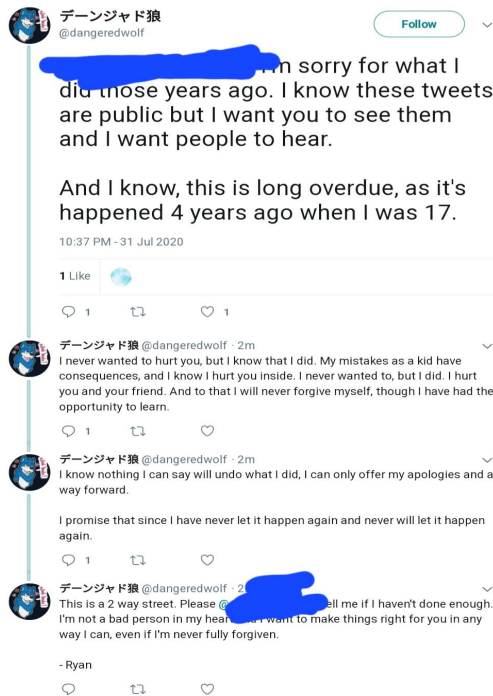 デーンジャド狼
@dangeredwolf
Follow
sorry for what I
did those years ago. I know these tweets
are public but I want you to see them
and I want people to hear.
And I know, this is long overdue, as it's
happened 4 years ago when I was 17.
10:37 PM - 31 Jul 2020
1 Like
1 1
デーンジャド狼 @dangeredwolf · 2m
I never wanted to hurt you, but I know that I did. My mistakes as a kid have
consequences, and I know I hurt you inside. I never wanted to, but I did. I hurt
you and your friend. And to that I will never forgive myself, though I have had the
opportunity to learn.
1
デーンジャド狼 @dangeredwolf · 2m
I know nothing I can say will undo what I did, I can only offer my apologies and a
way forward.
I promise that since I have never let it happen again and never will let it happen
again.
1
デーンジャド狼 @dangeredwolf · 2
This is a 2 way street. Please @ me if I haven't done enough.
I'm not a bad person in my heart want to make things right for you in any
way I can, even if I'm never fully forgiven.
- Ryan